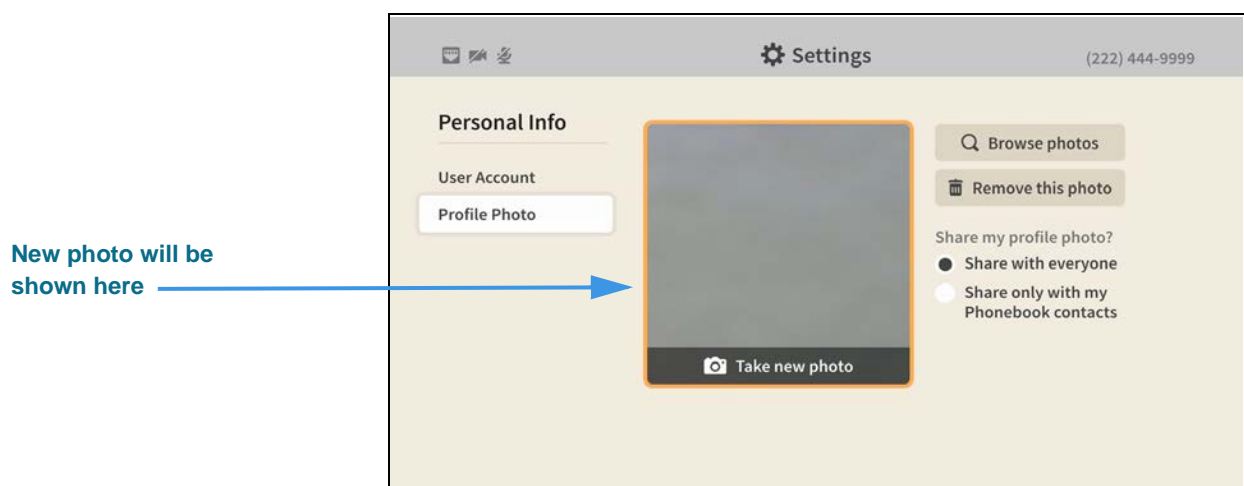 Settings
(222) 444-9999
Personal Info
User Account
Profile Photo
New photo will be
shown here
Take new photo
Browse photos
Remove this photo
Share my profile photo?
Share with everyone
Share only with my
Phonebook contacts